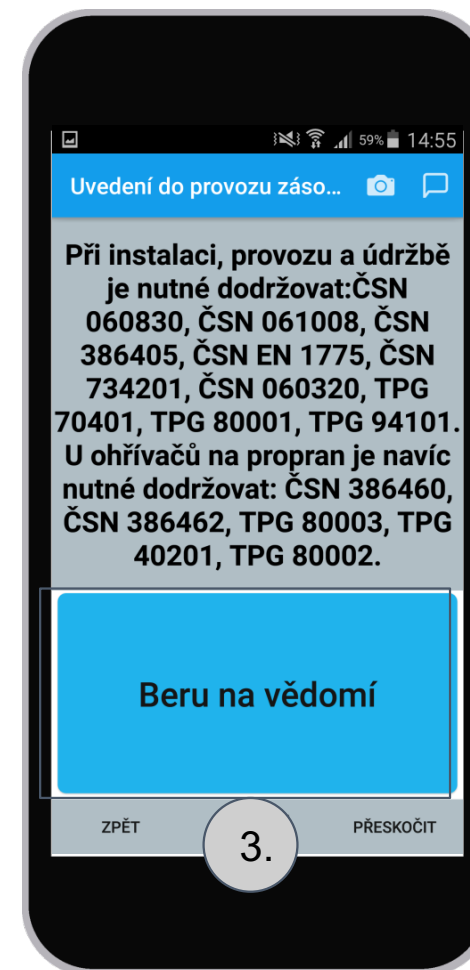 59% 14:55
Uvedení do provozu záso...
Při instalaci, provozu a údržbě
je nutné dodržovat:ČSN
060830, ČSN 061008, ČSN
386405, ČSN EN 1775, ČSN
734201, ČSN 060320, TPG
70401, TPG 80001, TPG 94101.
U ohřívačů na propran je navíc
nutné dodržovat: ČSN 386460,
ČSN 386462, TPG 80003, TPG
40201, TPG 80002.
Beru na vědomí
ZPĚT PŘESKOČIT
3.